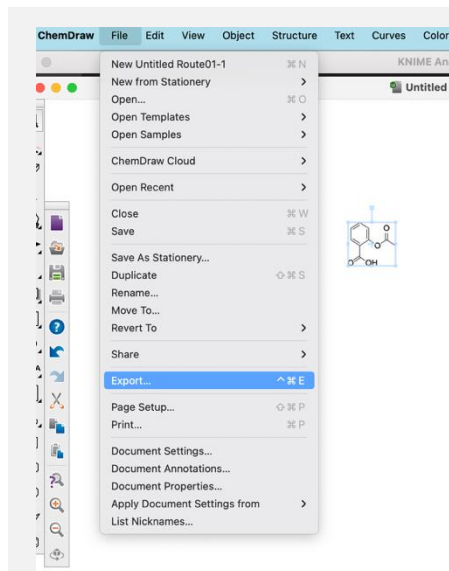 ChemDraw File Edit View Object Structure Text Curves Color
KNIME An
Untitled
New Untitled Route01-1 ⌘ N
New from Stationery >
Open... ⌘ O
Open Templates >
Open Samples >
ChemDraw Cloud >
Open Recent >
Close ⌘ W
Save ⌘ S
Save As Stationery...
Duplicate ⇧ ⌘ S
Rename...
Move To...
Revert To >
Share >
Export... ^ ⌘ E
Page Setup... ⇧ ⌘ P
Print... ⌘ P
Document Settings...
Document Annotations...
Document Properties...
Apply Document Settings from >
List Nicknames...
O
O
O OH